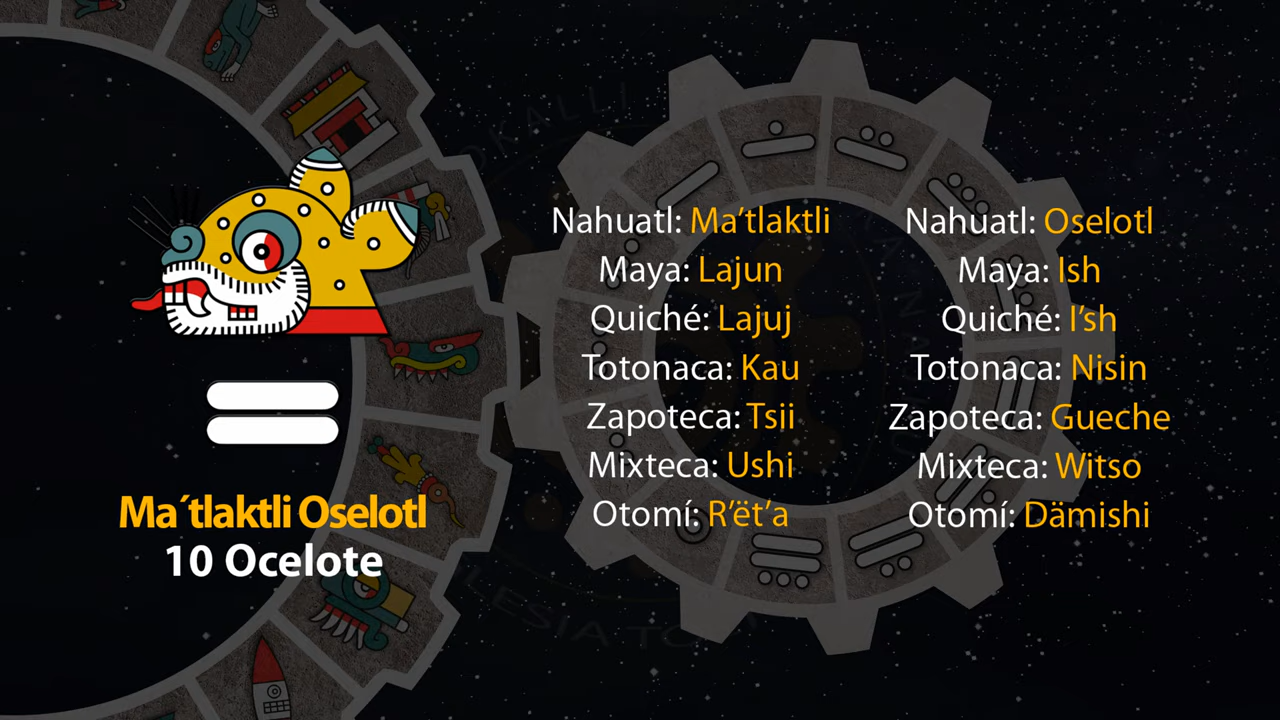 Nahuatl: Ma'tlaktli
Maya: Lajun
Quiché: Lajuj
Totonaca: Kau
Zapoteca: Tsii
Mixteca: Ushi
Otomí: R'ët'a
Nahuatl: Oselotl
Maya: Ish
Quiché: I'sh
Totonaca: Nisin
Zapoteca: Gueche
Mixteca: Witso
Otomí: Dämishi
Ma´tlaktli Oselotl
10 Ocelote